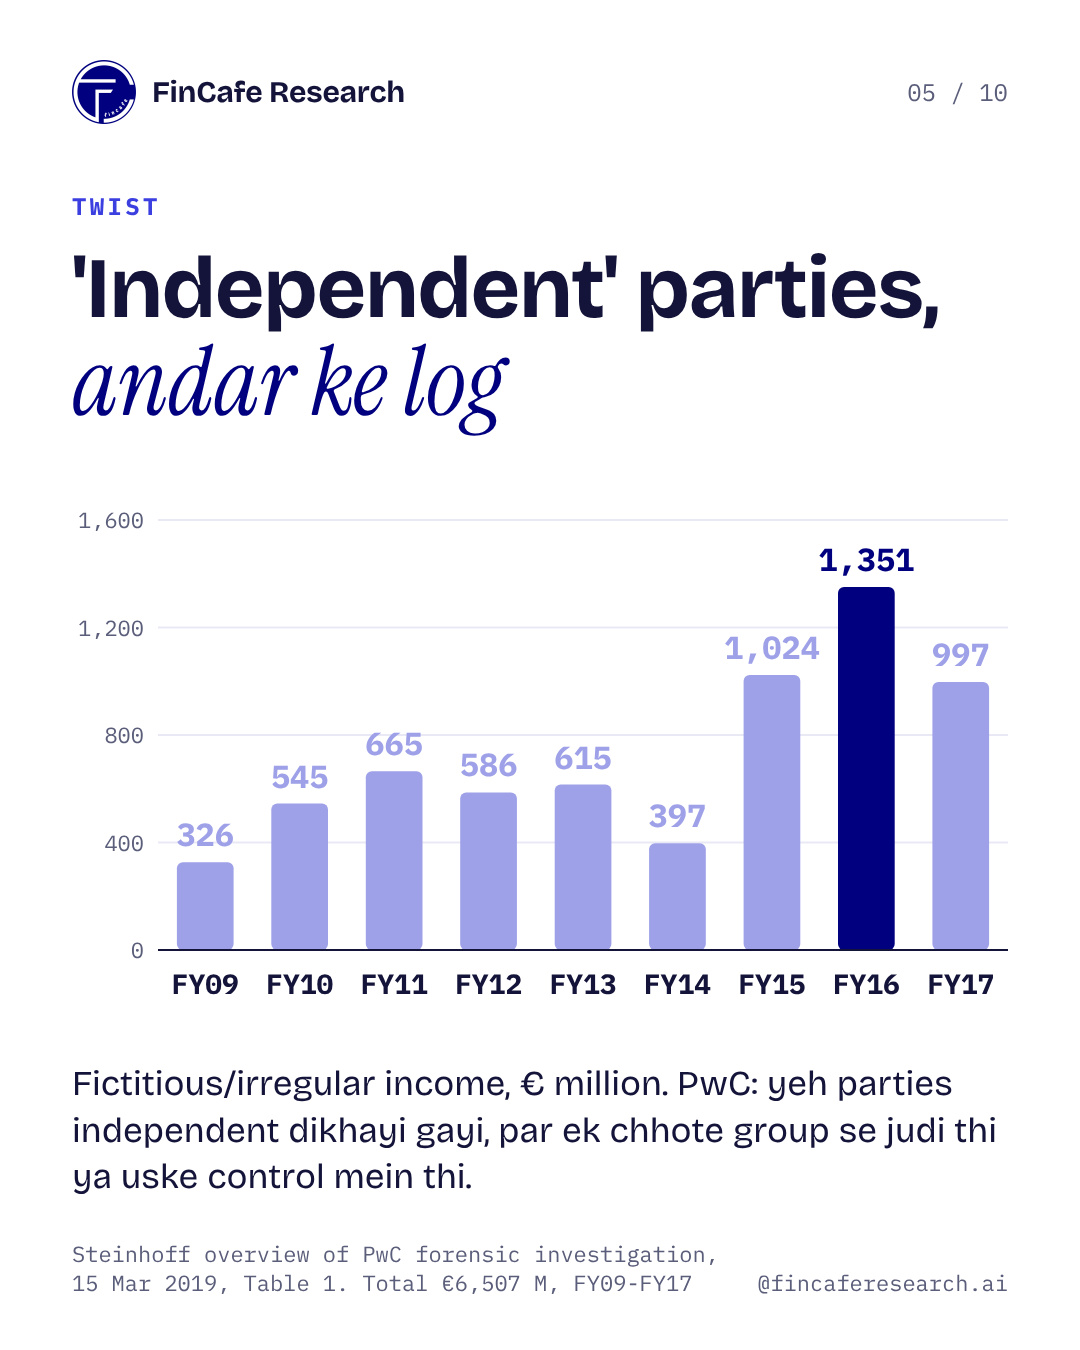 fincafe
FinCafe Research
05 / 10
TWIST
'Independent' parties,
andar ke log
1,600
1,200
800
400
0
326
545
665
586
615
397
1,024
1,351
997
FY09 FY10 FY11 FY12 FY13 FY14 FY15 FY16 FY17
Fictitious/irregular income, € million. PwC: yeh parties
independent dikhayi gayi, par ek chhote group se judi thi
ya uske control mein thi.
Steinhoff overview of PwC forensic investigation,
15 Mar 2019, Table 1. Total €6,507 M, FY09-FY17
@fincaferesearch.ai